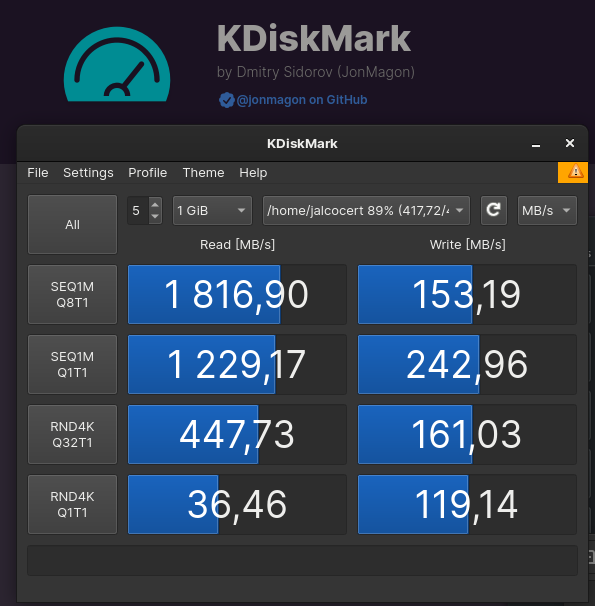 KDiskMark
by Dmitry Sidorov (JonMagon)
@jonmagon on GitHub
KDiskMark
File Settings Profile Theme Help
All 5 1 GiB /home/jalcocert 89% (417,72/4 MB/s
Read [MB/s] Write [MB/s]
SEQ1M
Q8T1
1 816,90 153,19
SEQ1M
Q1T1
1 229,17 242,96
RND4K
Q32T1
447,73 161,03
RND4K
Q1T1
36,46 119,14